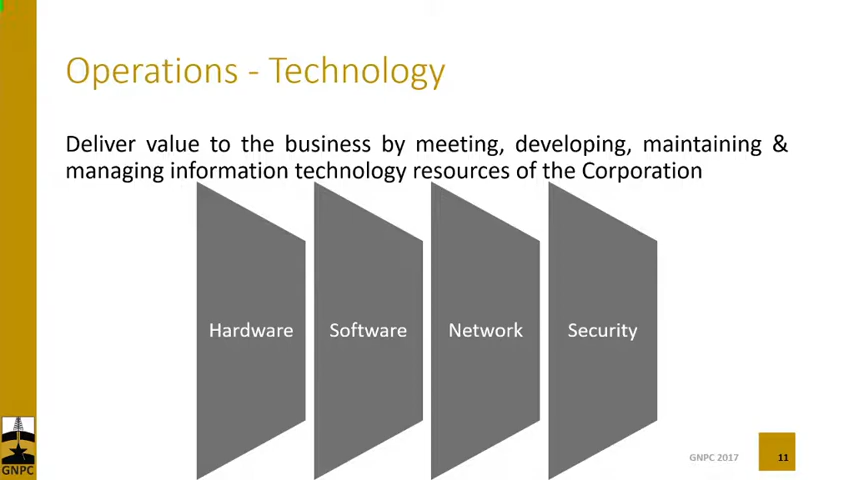 Operations - Technology
Deliver value to the business by meeting, developing, maintaining &
managing information technology resources of the Corporation
Hardware
Software
Network
Security
GNPC
GNPC 2017
11